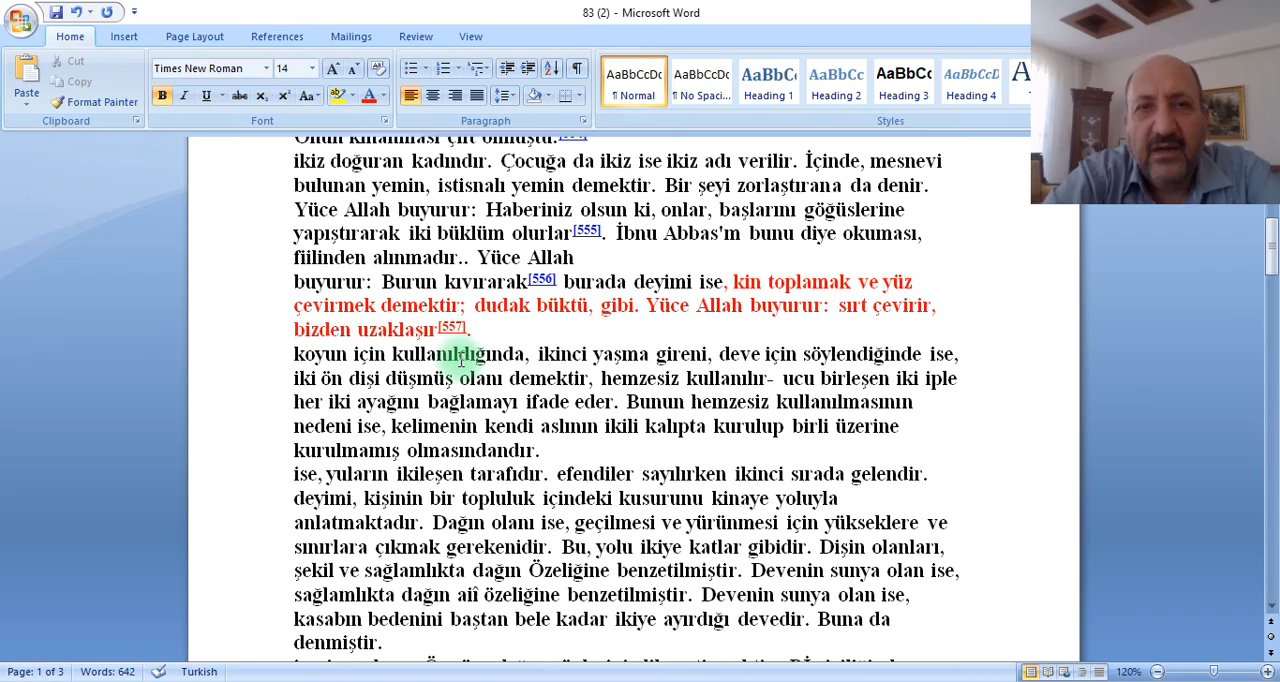 83 (2) - Microsoft Word
Home Insert Page Layout References Mailings Review View
Paste
Cut
Copy
Format Painter
Clipboard
Times New Roman 14
Font
Paragraph
AaBbCcDc AaBbCcDc AaBbCc AaBbCc AaBbCc AaBbCcD
¶ Normal ¶ No Spaci... Heading 1 Heading 2 Heading 3 Heading 4
Styles
ikiz doğuran kadındır. Çocuğa da ikiz ise ikiz adı verilir. İçinde, mesnevi
bulunan yemin, istisnalı yemin demektir. Bir şeyi zorlaştırana da denir.
Yüce Allah buyurur: Haberiniz olsun ki, onlar, başlarını göğüslerine
yapıştırarak iki büklüm olurlar[555]. İbnu Abbas'm bunu diye okuması,
fiilinden alınmadır.. Yüce Allah
buyurur: Burun kıvırarak[556] burada deyimi ise, kin toplamak ve yüz
çevirmek demektir; dudak büktü, gibi. Yüce Allah buyurur: sırt çevirir,
bizden uzaklaşır[557].
koyun için kullanıldığında, ikinci yaşma gireni, deve için söylendiğinde ise,
iki ön dişi düşmüş olanı demektir, hemzesiz kullanılır- ucu birleşen iki iple
her iki ayağını bağlamayı ifade eder. Bunun hemzesiz kullanılmasının
nedeni ise, kelimenin kendi aslının ikili kalıpta kurulup birli üzerine
kurulmamış olmasındandır.
ise, yuların ikileşen tarafıdır. efendiler sayılırken ikinci sırada gelendir.
deyimi, kişinin bir topluluk içindeki kusurunu kinaye yoluyla
anlatmaktadır. Dağın olanı ise, geçilmesi ve yürünmesi için yükseklere ve
sınırlara çıkmak gerekenidir. Bu, yolu ikiye katlar gibidir. Dişin olanları,
şekil ve sağlamlıkta dağın Özeliğine benzetilmiştir. Devenin sunya olan ise,
sağlamlıkta dağın aiî özeliğine benzetilmiştir. Devenin sunya olan ise,
kasabın bedenini baştan bele kadar ikiye ayırdığı devedir. Buna da
denmiştir.
Page: 1 of 3 Words: 642 Turkish 120%